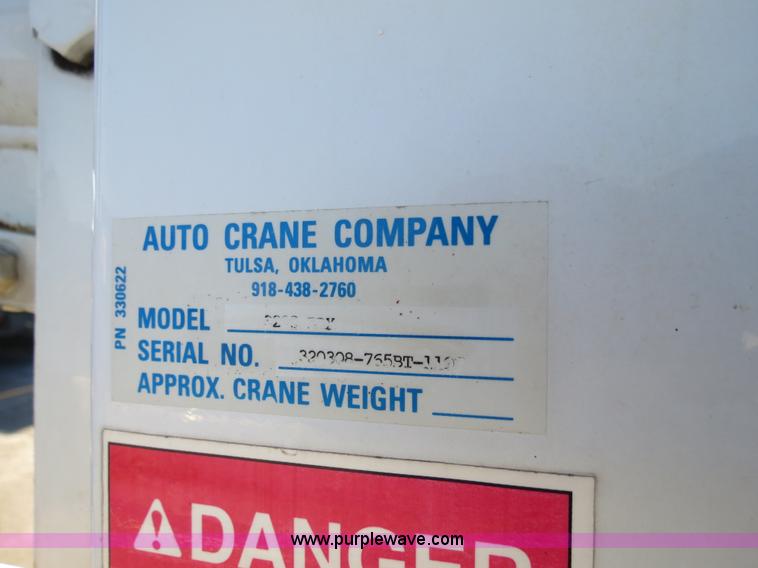 AUTO CRANE COMPANY
TULSA, OKLAHOMA
918-438-2760
PN 330622
MODEL
SERIAL NO.
APPROX. CRANE WEIGHT
DANGER
www.purplewave.com